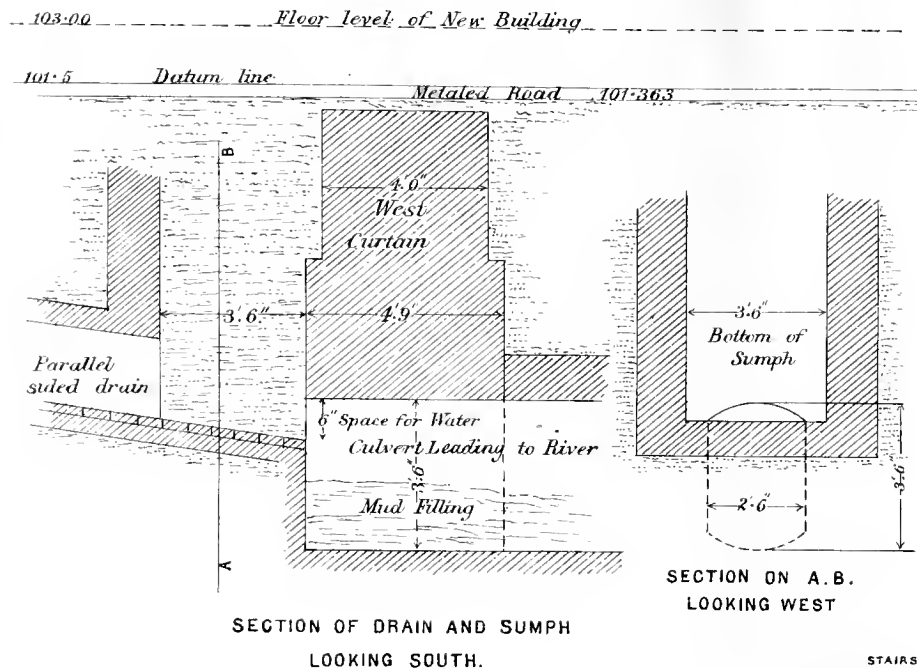 103·00 Floor level of New Building
101·5 Datum line
Metaled Road 101·363
B
4'.0"
West
Curtain
3'.6"
4'.9"
3'.6"
Bottom of
Sumph
Parallel
sided drain
6" Space for Water
Culvert Leading to River
3'.6"
Mud Filling
2'·6"
3'.6"
A
SECTION ON A.B.
LOOKING WEST
SECTION OF DRAIN AND SUMPH
LOOKING SOUTH.
STAIRS